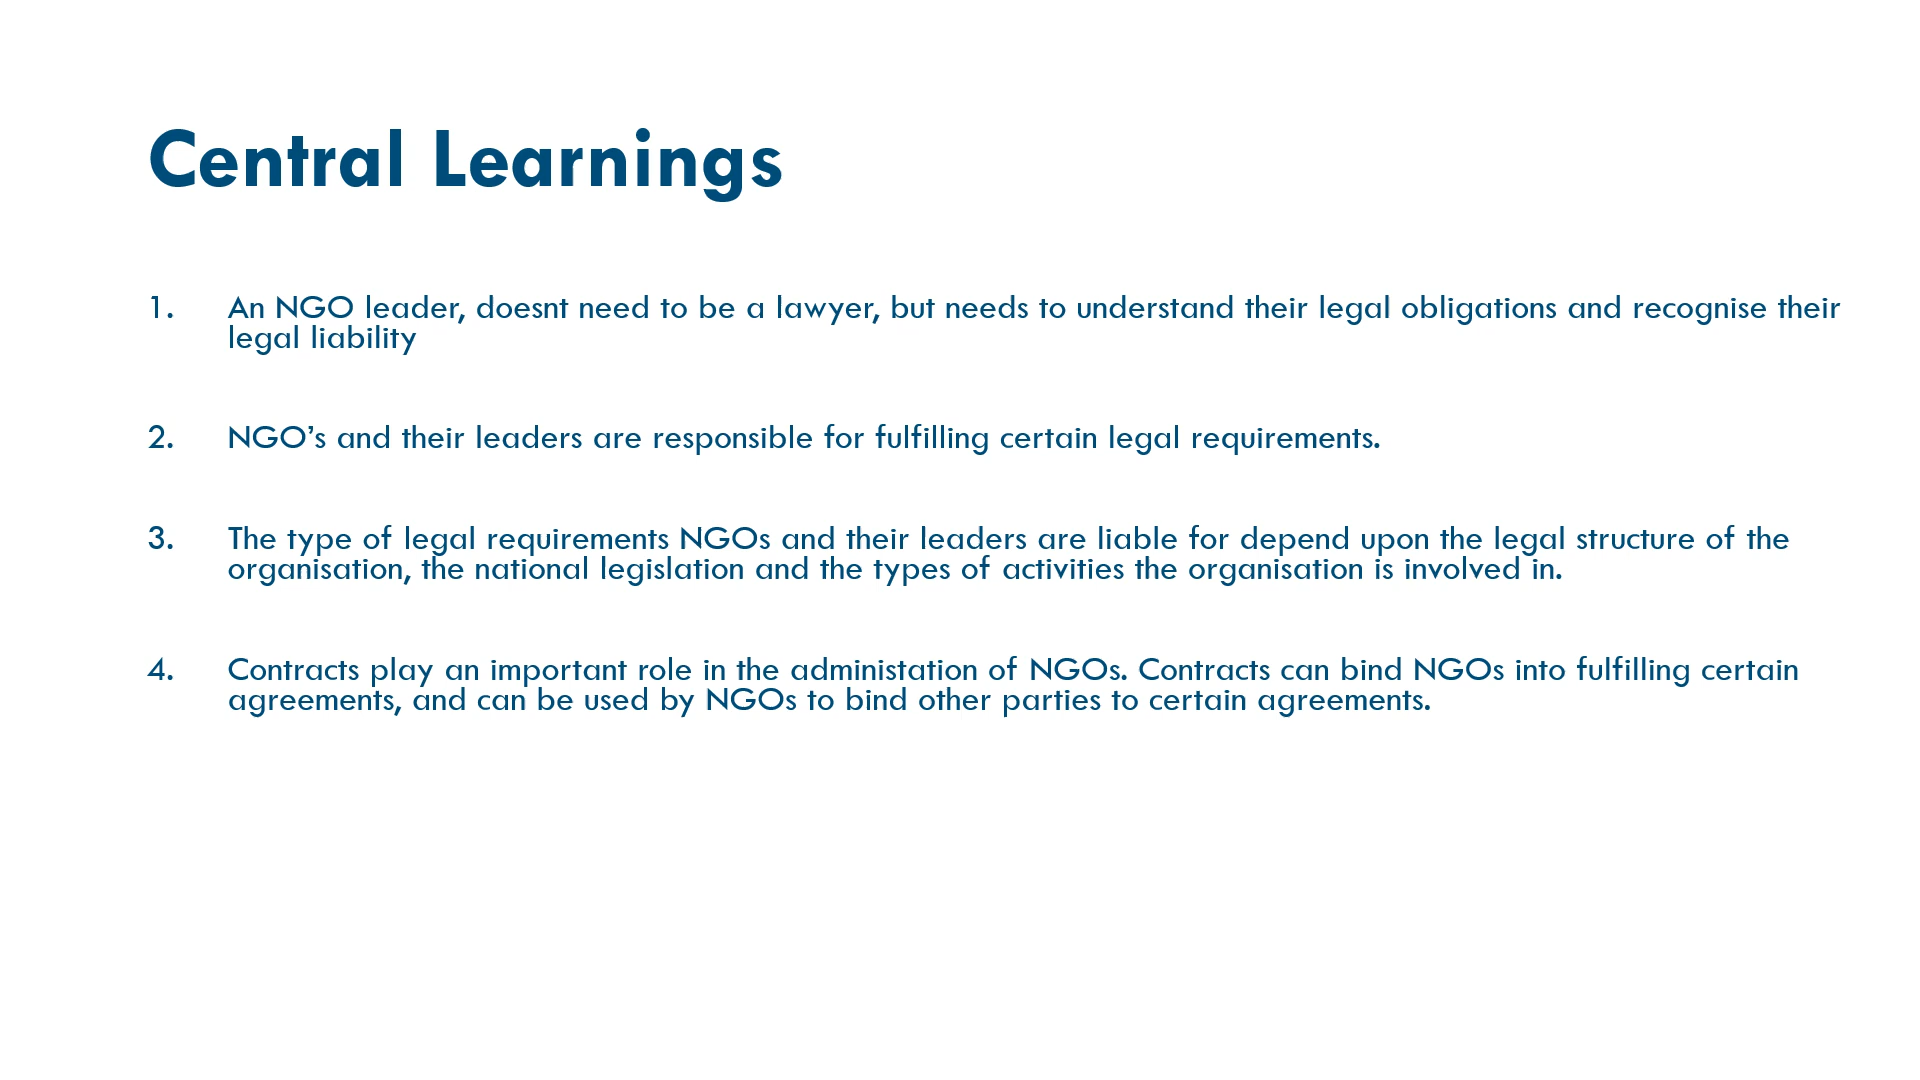 Central Learnings
1. An NGO leader, doesnt need to be a lawyer, but needs to understand their legal obligations and recognise their
legal liability
2. NGO’s and their leaders are responsible for fulfilling certain legal requirements.
3. The type of legal requirements NGOs and their leaders are liable for depend upon the legal structure of the
organisation, the national legislation and the types of activities the organisation is involved in.
4. Contracts play an important role in the administation of NGOs. Contracts can bind NGOs into fulfilling certain
agreements, and can be used by NGOs to bind other parties to certain agreements.